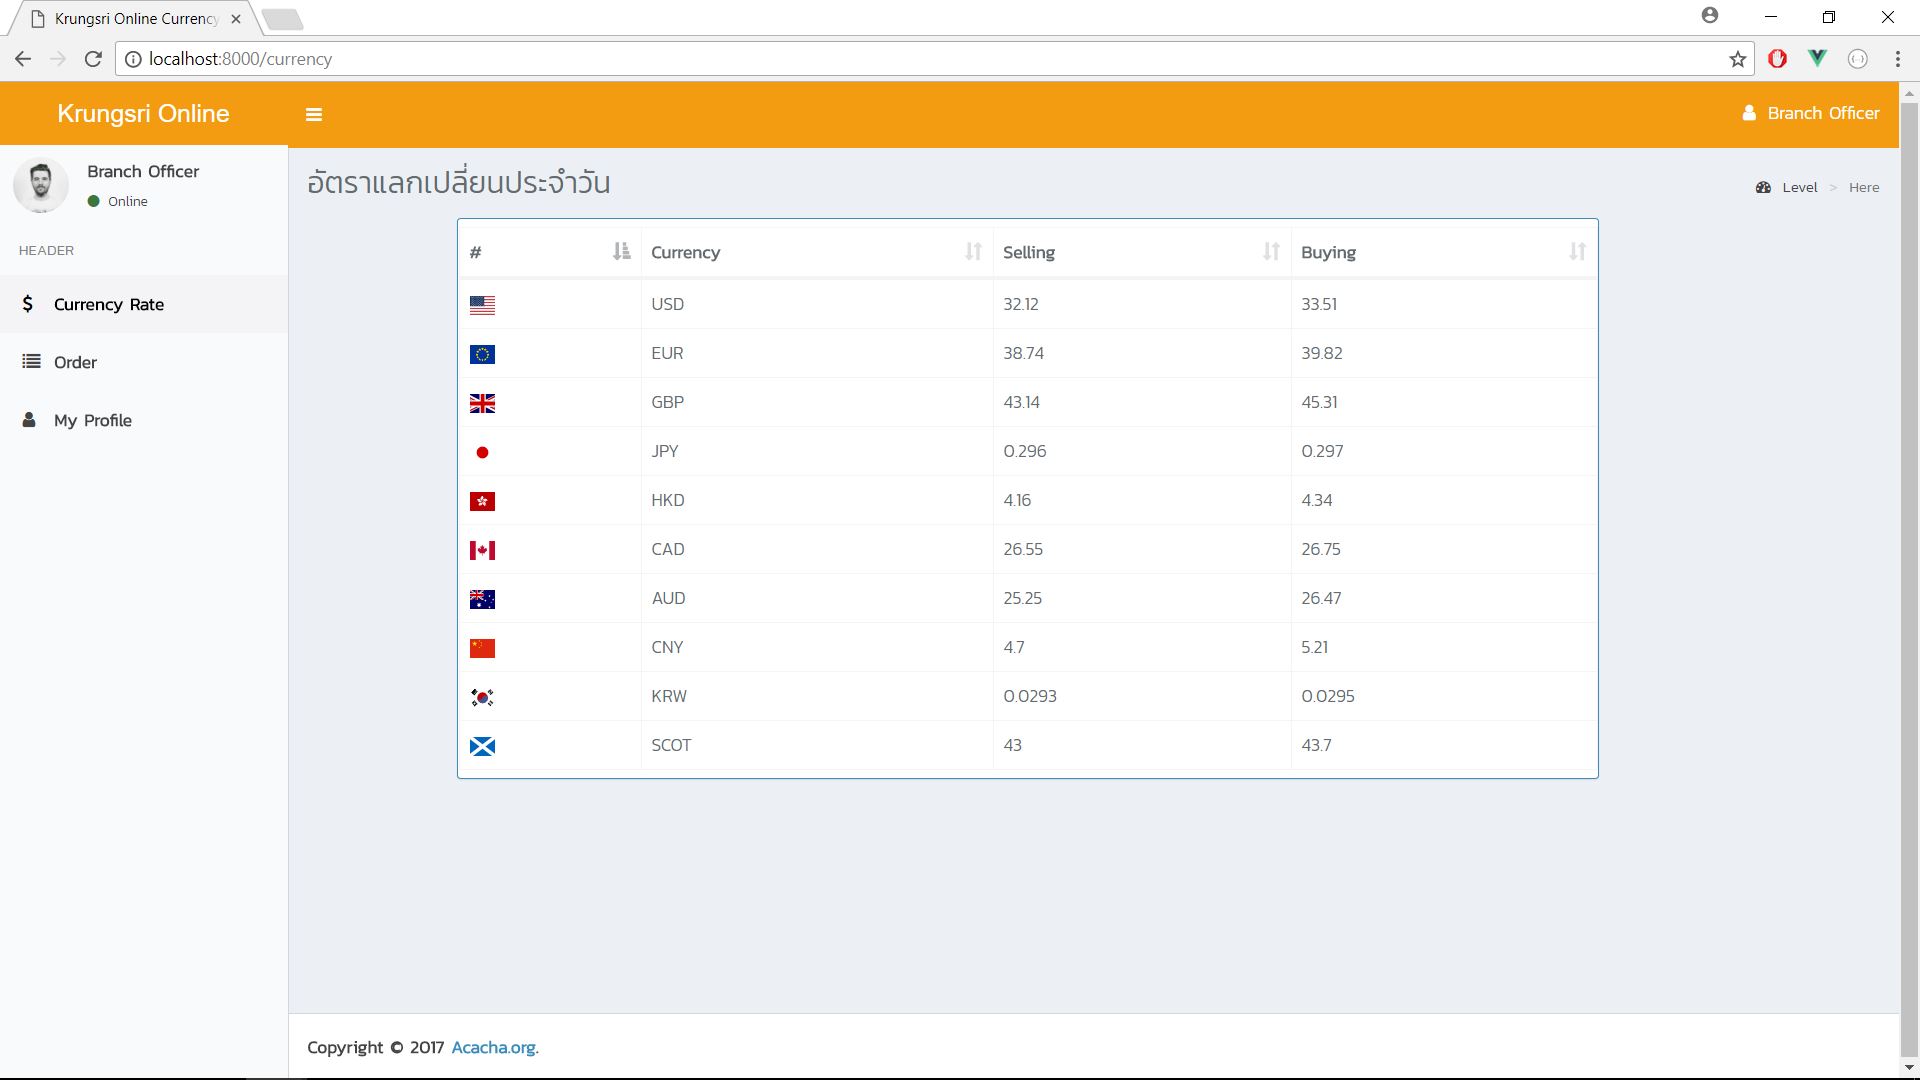 Krungsri Online Currency
localhost:8000/currency
Krungsri Online
Branch Officer
Branch Officer
Online
HEADER
Currency Rate
Order
My Profile
อัตราแลกเปลี่ยนประจำวัน
Level > Here
# Currency Selling Buying
USD 32.12 33.51
EUR 38.74 39.82
GBP 43.14 45.31
JPY 0.296 0.297
HKD 4.16 4.34
CAD 26.55 26.75
AUD 25.25 26.47
CNY 4.7 5.21
KRW 0.0293 0.0295
SCOT 43 43.7
Copyright © 2017 Acacha.org.